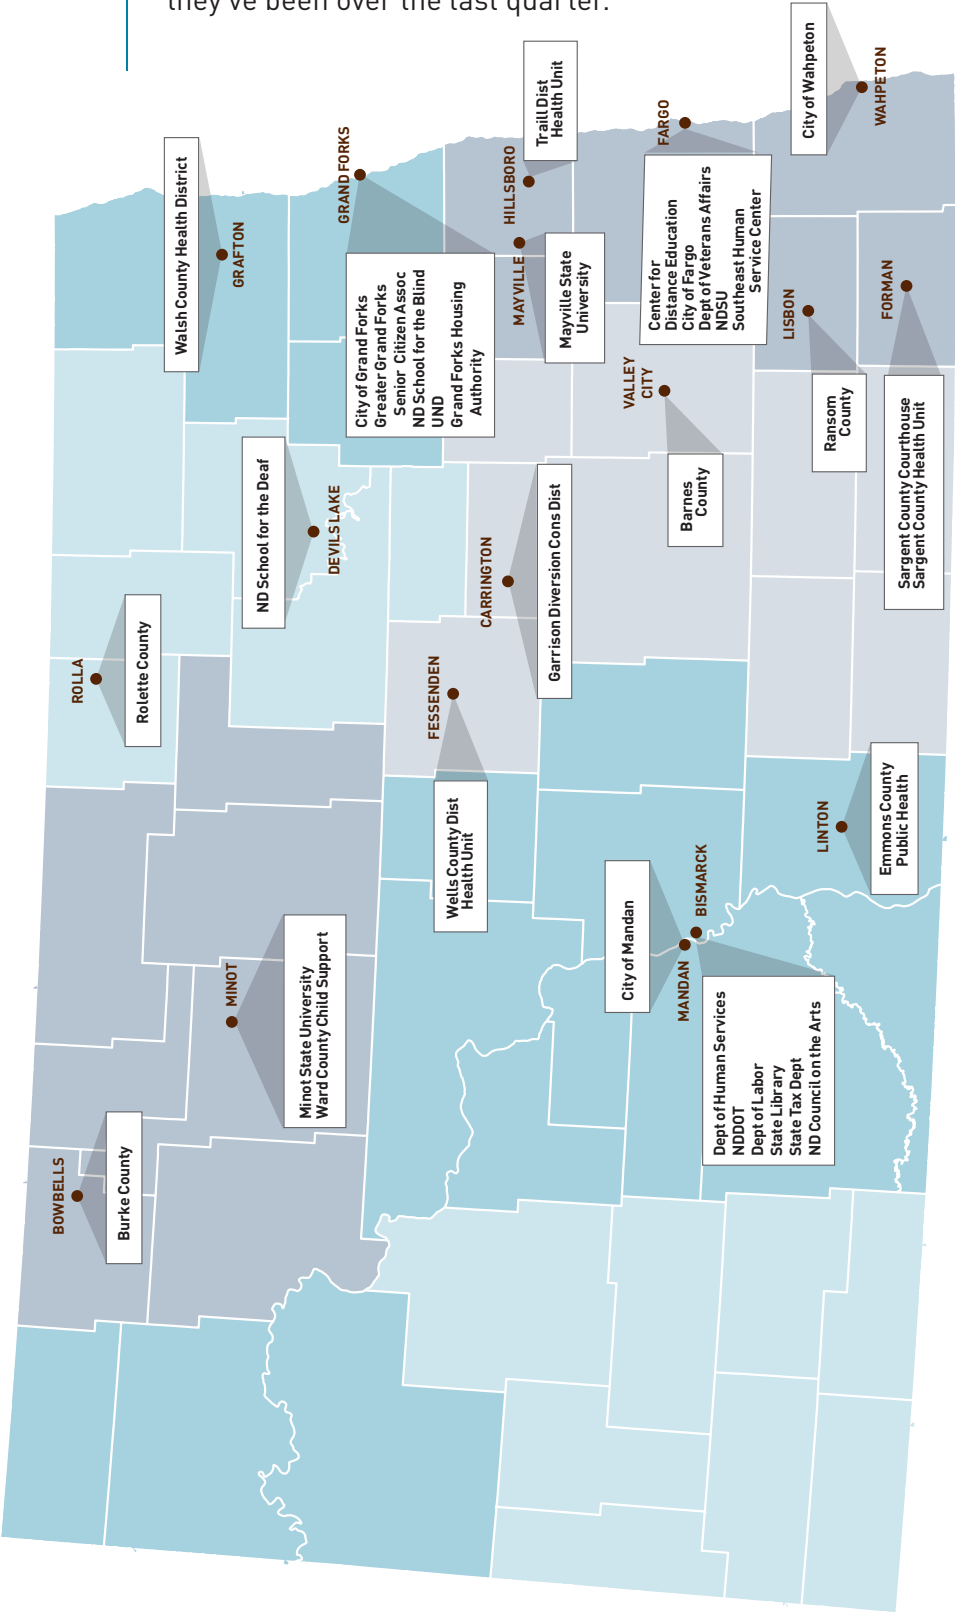 they've been over the last quarter.
BOWBELLS
Burke County
MINOT
Minot State University
Ward County Child Support
ROLLA
Rolette County
ND School for the Deaf
DEVILS LAKE
Walsh County Health District
GRAFTON
GRAND FORKS
City of Grand Forks
Greater Grand Forks
Senior Citizen Assoc
ND School for the Blind
UND
Grand Forks Housing
Authority
FESSENDEN
Wells County Dist
Health Unit
CARRINGTON
Garrison Diversion Cons Dist
HILLSBORO
Traill Dist
Health Unit
MAYVILLE
Mayville State
University
City of Mandan
MANDAN
BISMARCK
Dept of Human Services
NDDOT
Dept of Labor
State Library
State Tax Dept
ND Council on the Arts
VALLEY
CITY
Barnes
County
FARGO
Center for
Distance Education
City of Fargo
Dept of Veterans Affairs
NDSU
Southeast Human
Service Center
LINTON
Emmons County
Public Health
LISBON
Ransom
County
FORMAN
Sargent County Courthouse
Sargent County Health Unit
City of Wahpeton
WAHPETON